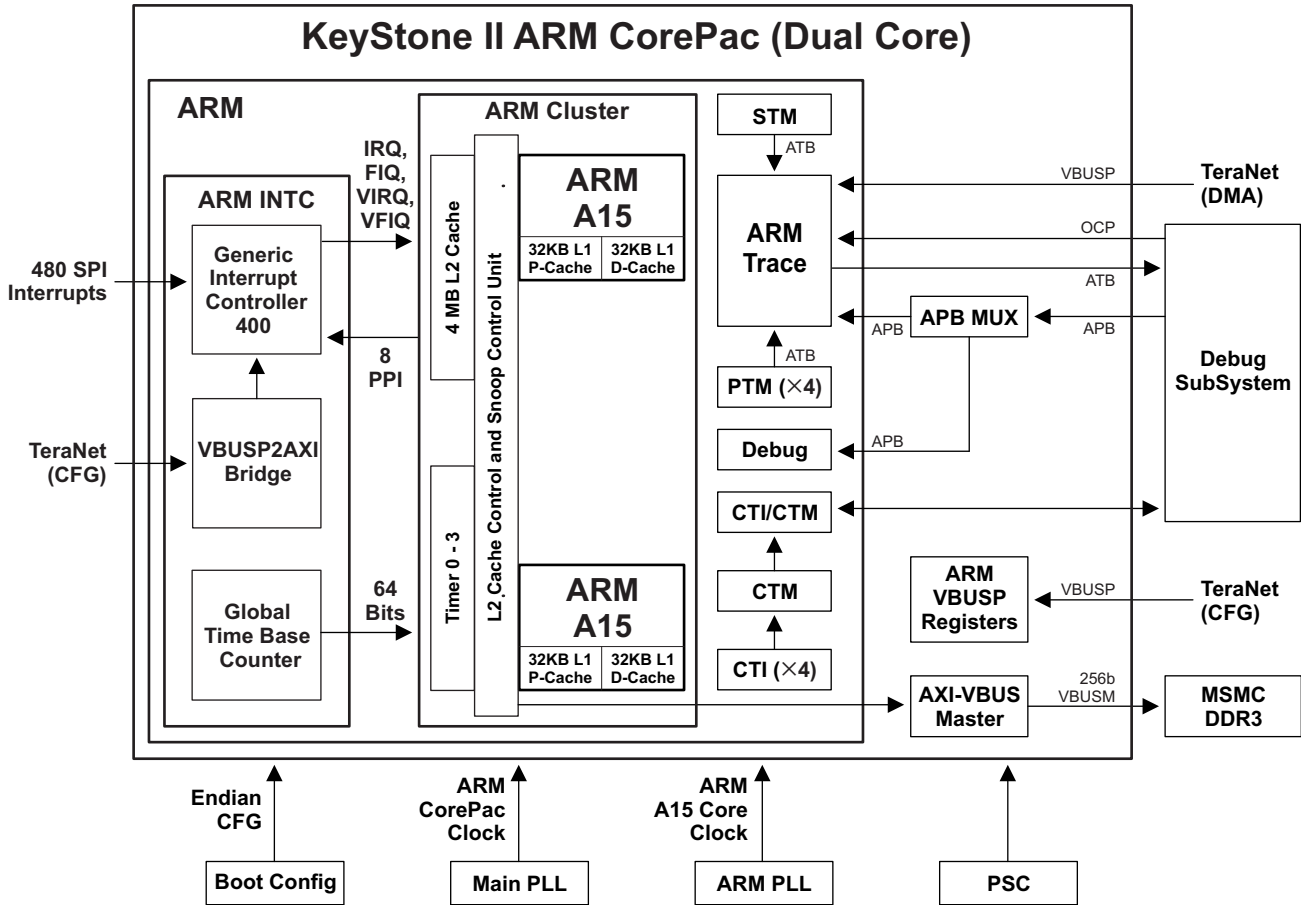 KeyStone II ARM CorePac (Dual Core)
ARM
ARM INTC
Generic
Interrupt
Controller
400
VBUSP2AXI
Bridge
Global
Time Base
Counter
480 SPI
Interrupts
TeraNet
(CFG)
IRQ,
FIQ,
VIRQ,
VFIQ
8
PPI
64
Bits
ARM Cluster
4 MB L2 Cache
Timer 0 - 3
L2 Cache Control and Snoop Control Unit
ARM
A15
32KB L1
P-Cache
32KB L1
D-Cache
ARM
A15
32KB L1
P-Cache
32KB L1
D-Cache
STM
ATB
ARM
Trace
ATB
PTM (×4)
Debug
CTI/CTM
CTM
CTI (×4)
VBUSP
TeraNet
(DMA)
OCP
ATB
APB
APB MUX
APB
APB
Debug
SubSystem
ARM
VBUSP
Registers
VBUSP
TeraNet
(CFG)
AXI-VBUS
Master
256b
VBUSM
MSMC
DDR3
Endian
CFG
Boot Config
ARM
CorePac
Clock
Main PLL
ARM
A15 Core
Clock
ARM PLL
PSC